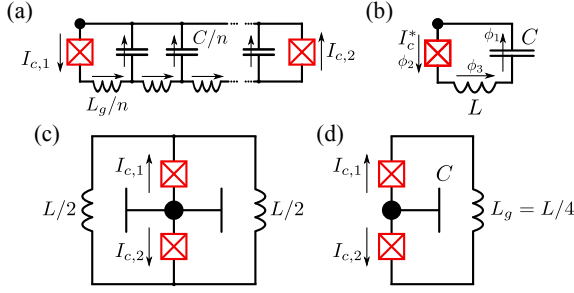 (a)
C/n
I_{c,1}
I_{c,2}
L_g/n
(b)
I_c^*
ϕ_1
C
ϕ_2
ϕ_3
L
(c)
I_{c,1}
L/2
L/2
I_{c,2}
(d)
I_{c,1}
C
L_g = L/4
I_{c,2}